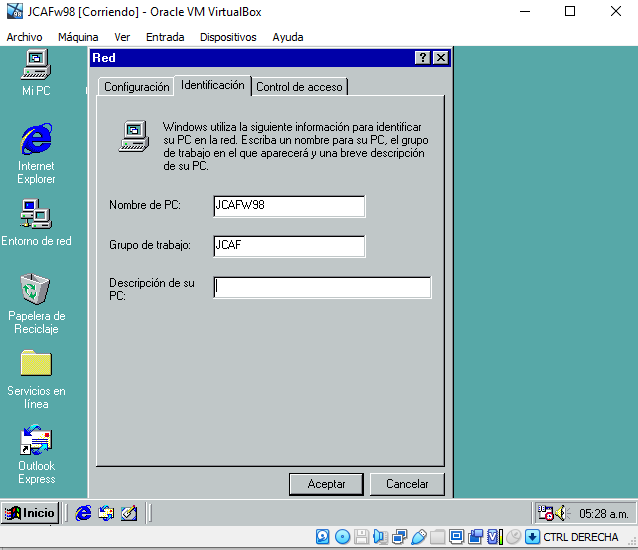 JCAFw98 [Corriendo] - Oracle VM VirtualBox
Archivo Máquina Ver Entrada Dispositivos Ayuda
Mi PC
Internet
Explorer
Entorno de red
Papelera de
Reciclaje
Servicios en
línea
Outlook
Express
Red
Configuración Identificación Control de acceso
Windows utiliza la siguiente información para identificar
su PC en la red. Escriba un nombre para su PC, el grupo
de trabajo en el que aparecerá y una breve descripción
de su PC.
Nombre de PC: JCAFW98
Grupo de trabajo: JCAF
Descripción de su
PC:
Aceptar Cancelar
Inicio 05:28 a.m.
CTRL DERECHA